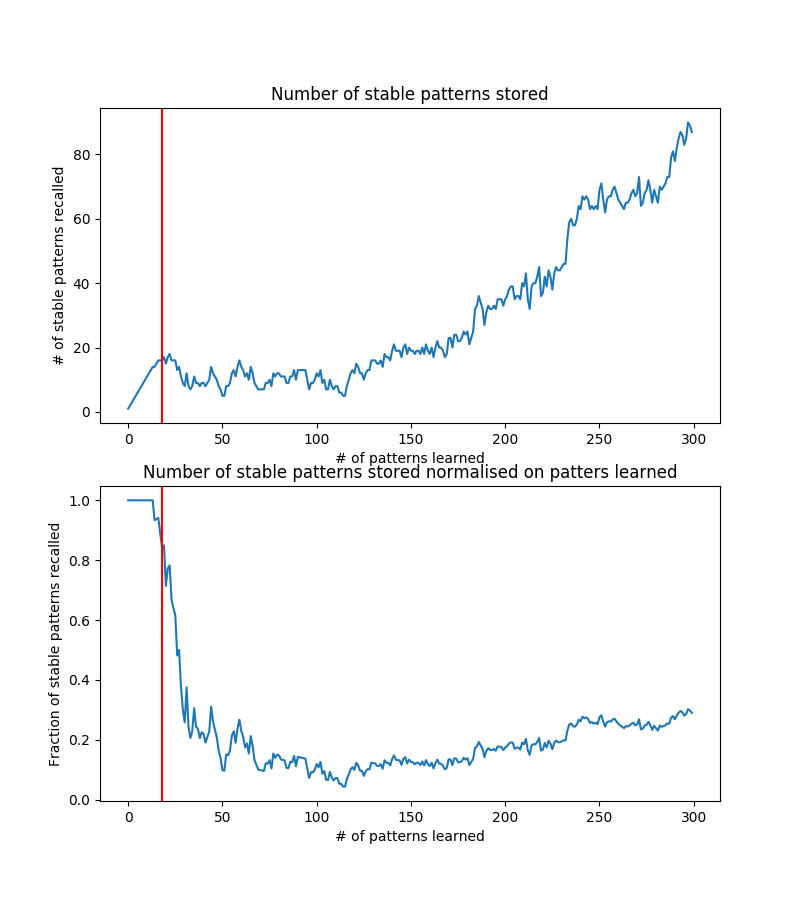 Number of stable patterns stored
# of stable patterns recalled
80
60
40
20
0
0 50 100 150 200 250 300
# of patterns learned
Number of stable patterns stored normalised on patters learned
Fraction of stable patterns recalled
1.0
0.8
0.6
0.4
0.2
0.0
0 50 100 150 200 250 300
# of patterns learned